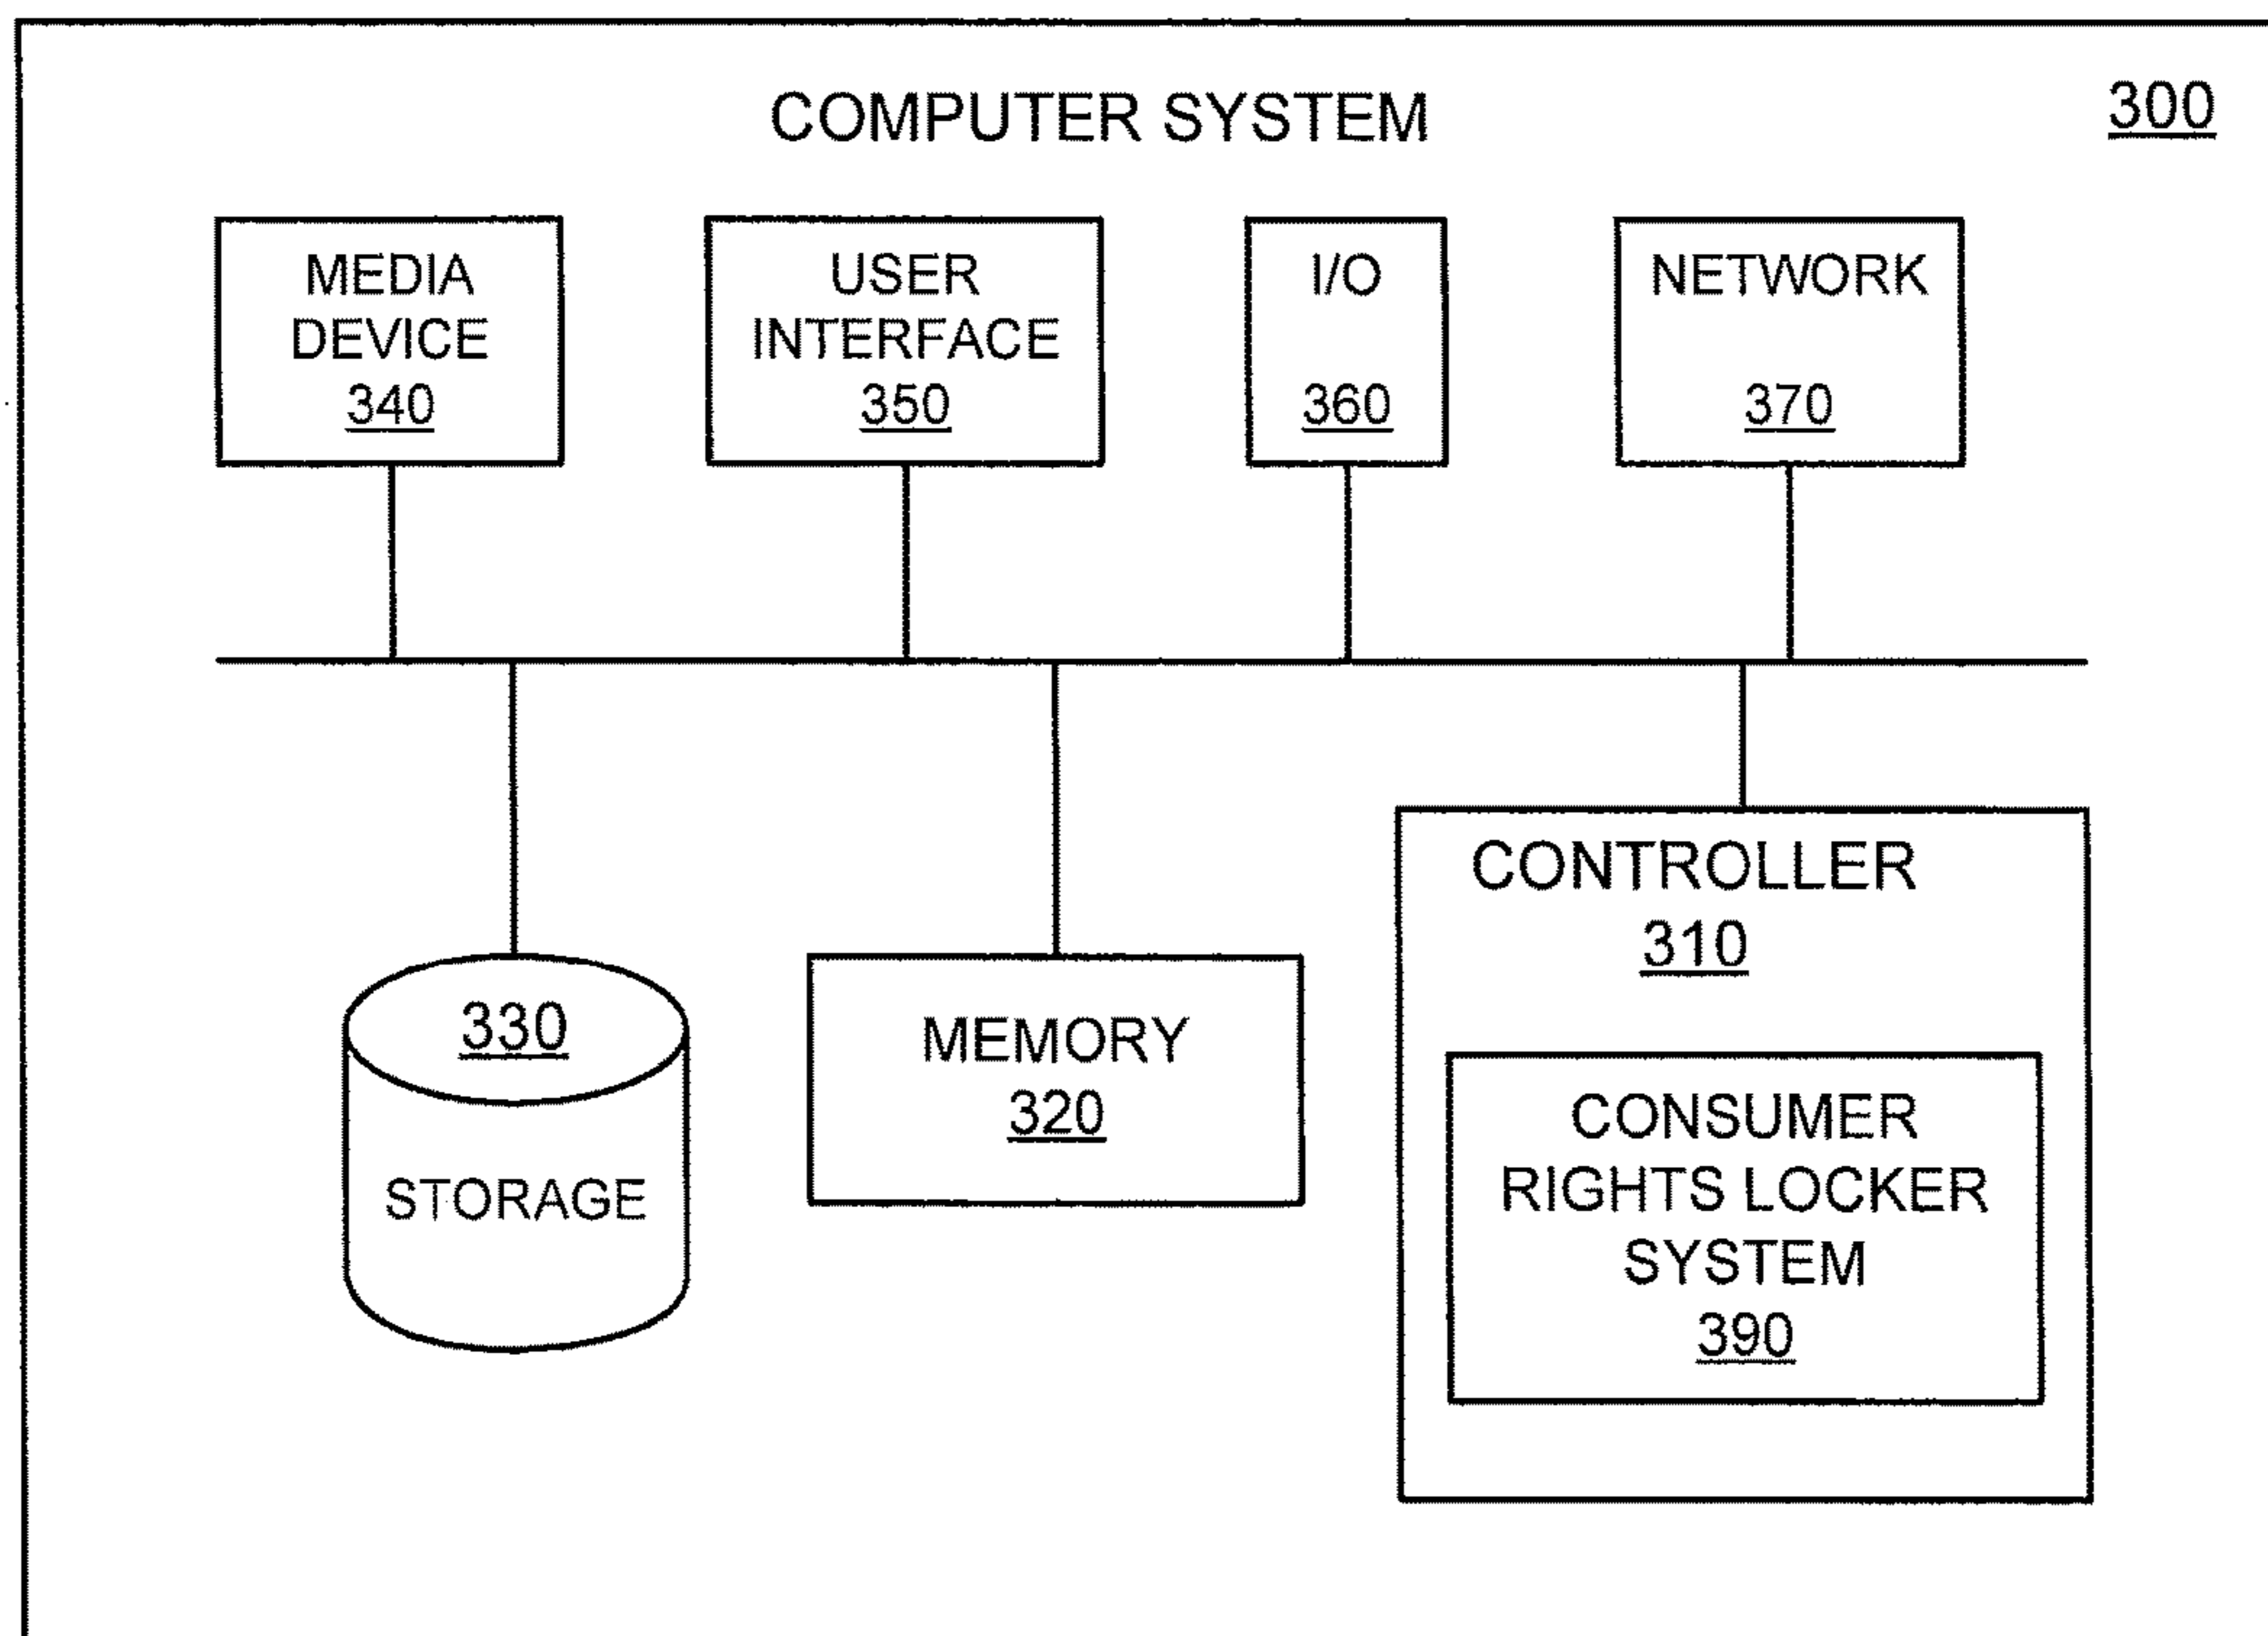 COMPUTER SYSTEM
300
MEDIA
DEVICE
340
USER
INTERFACE
350
I/O
360
NETWORK
370
330
STORAGE
MEMORY
320
CONTROLLER
310
CONSUMER
RIGHTS LOCKER
SYSTEM
390